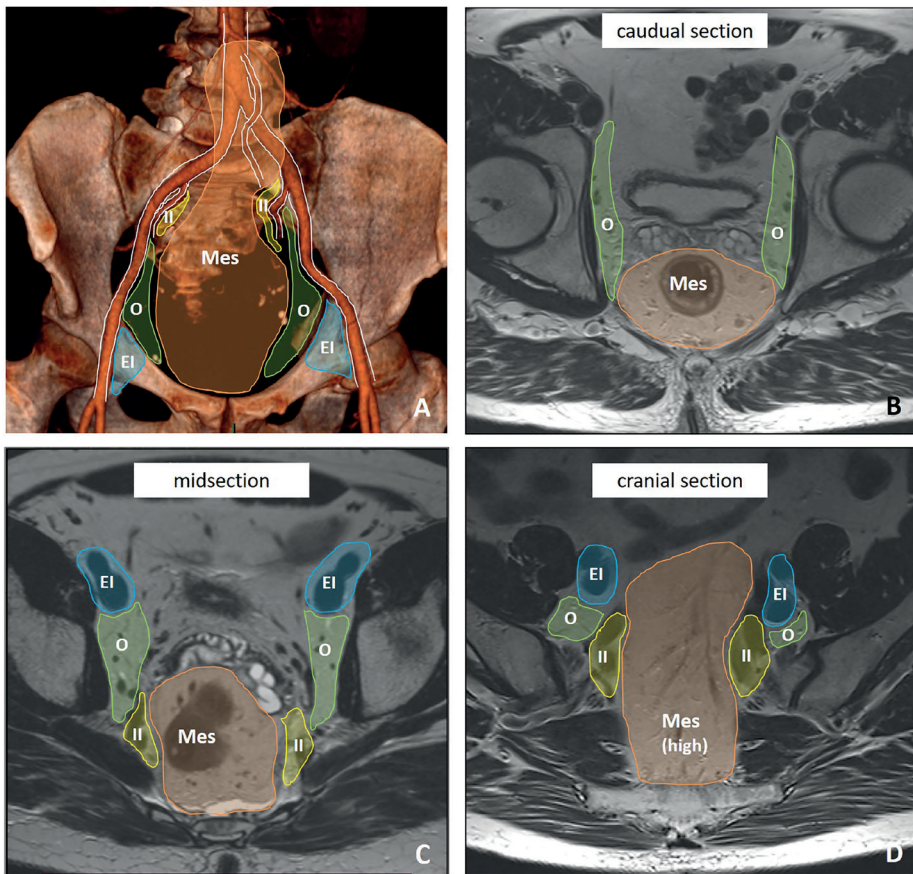 II
II
Mes
O
O
EI
EI
A
caudual section
O
O
Mes
B
midsection
EI
EI
O
O
II
Mes
II
C
cranial section
EI
EI
O
O
II
II
Mes
(high)
D